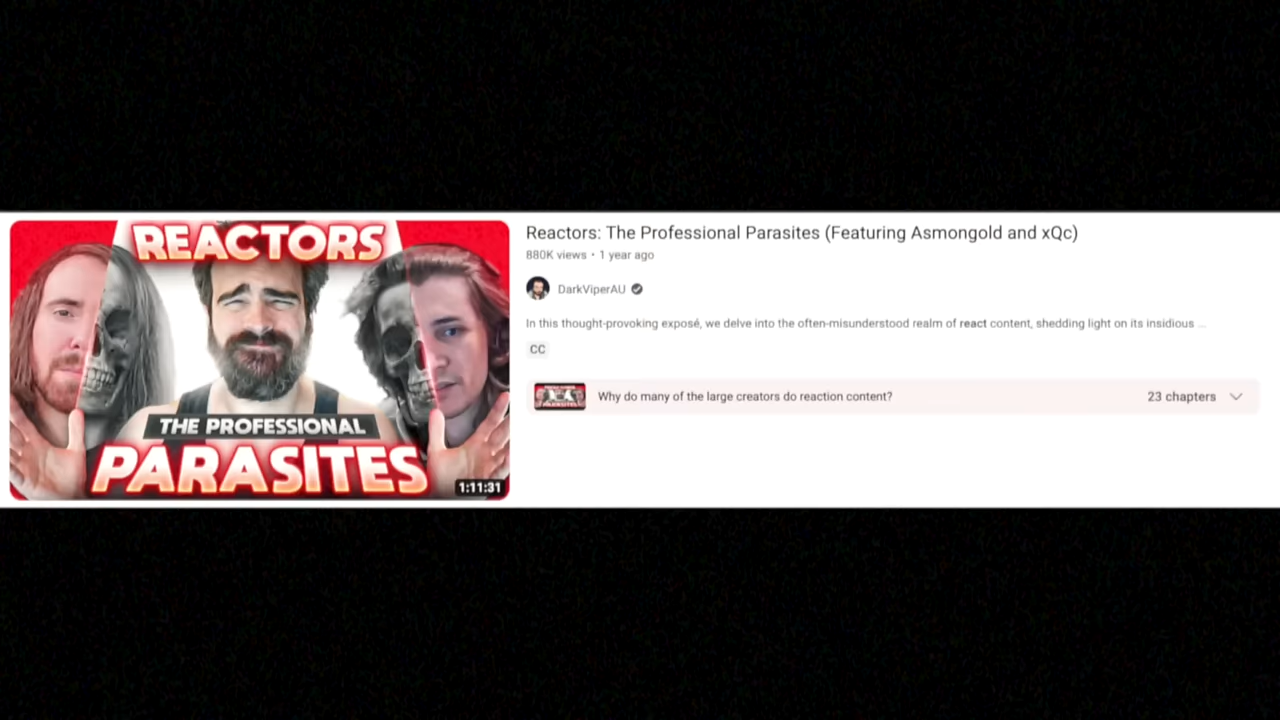 REACTORS
THE PROFESSIONAL
PARASITES
1:11:31
Reactors: The Professional Parasites (Featuring Asmongold and xQc)
880K views • 1 year ago
DarkViperAU
In this thought-provoking exposé, we delve into the often-misunderstood realm of react content, shedding light on its insidious ...
CC
Why do many of the large creators do reaction content?
23 chapters